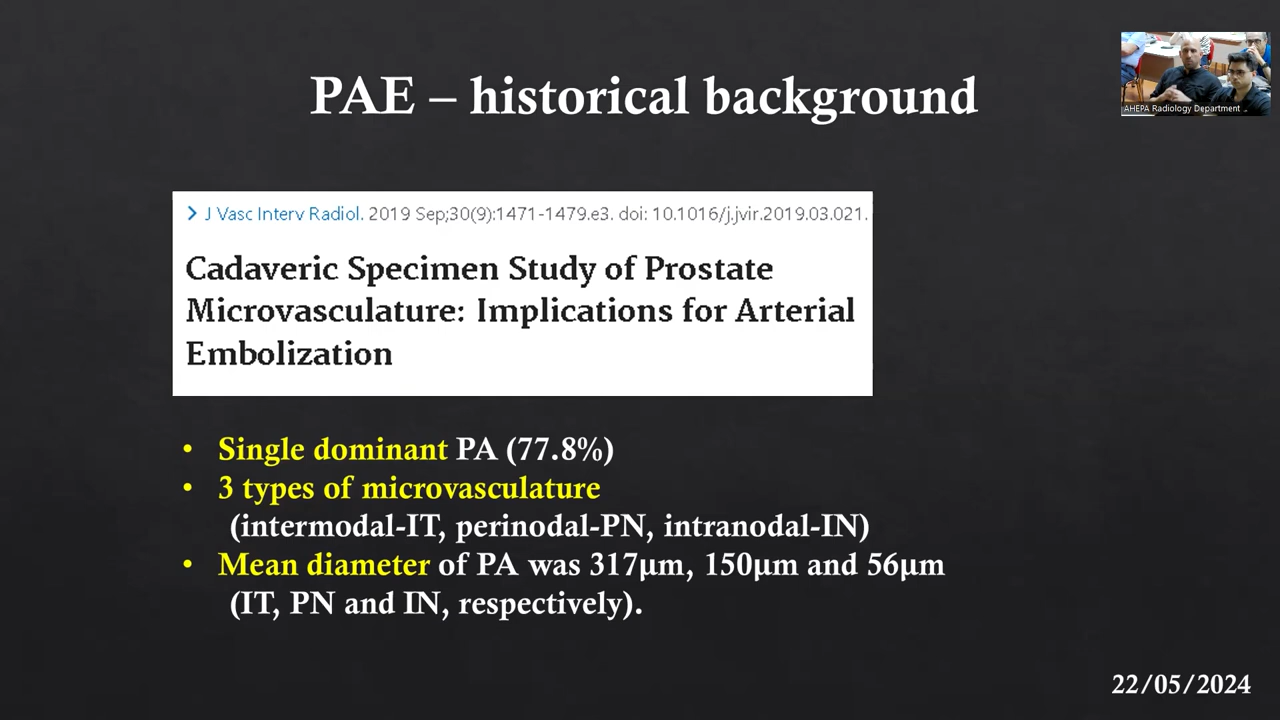 PAE – historical background
AHEPA Radiology Department
J Vasc Interv Radiol. 2019 Sep;30(9):1471-1479.e3. doi: 10.1016/j.jvir.2019.03.021.
Cadaveric Specimen Study of Prostate
Microvasculature: Implications for Arterial
Embolization
• Single dominant PA (77.8%)
• 3 types of microvasculature
(intermodal-IT, perinodal-PN, intranodal-IN)
• Mean diameter of PA was 317μm, 150μm and 56μm
(IT, PN and IN, respectively).
22/05/2024